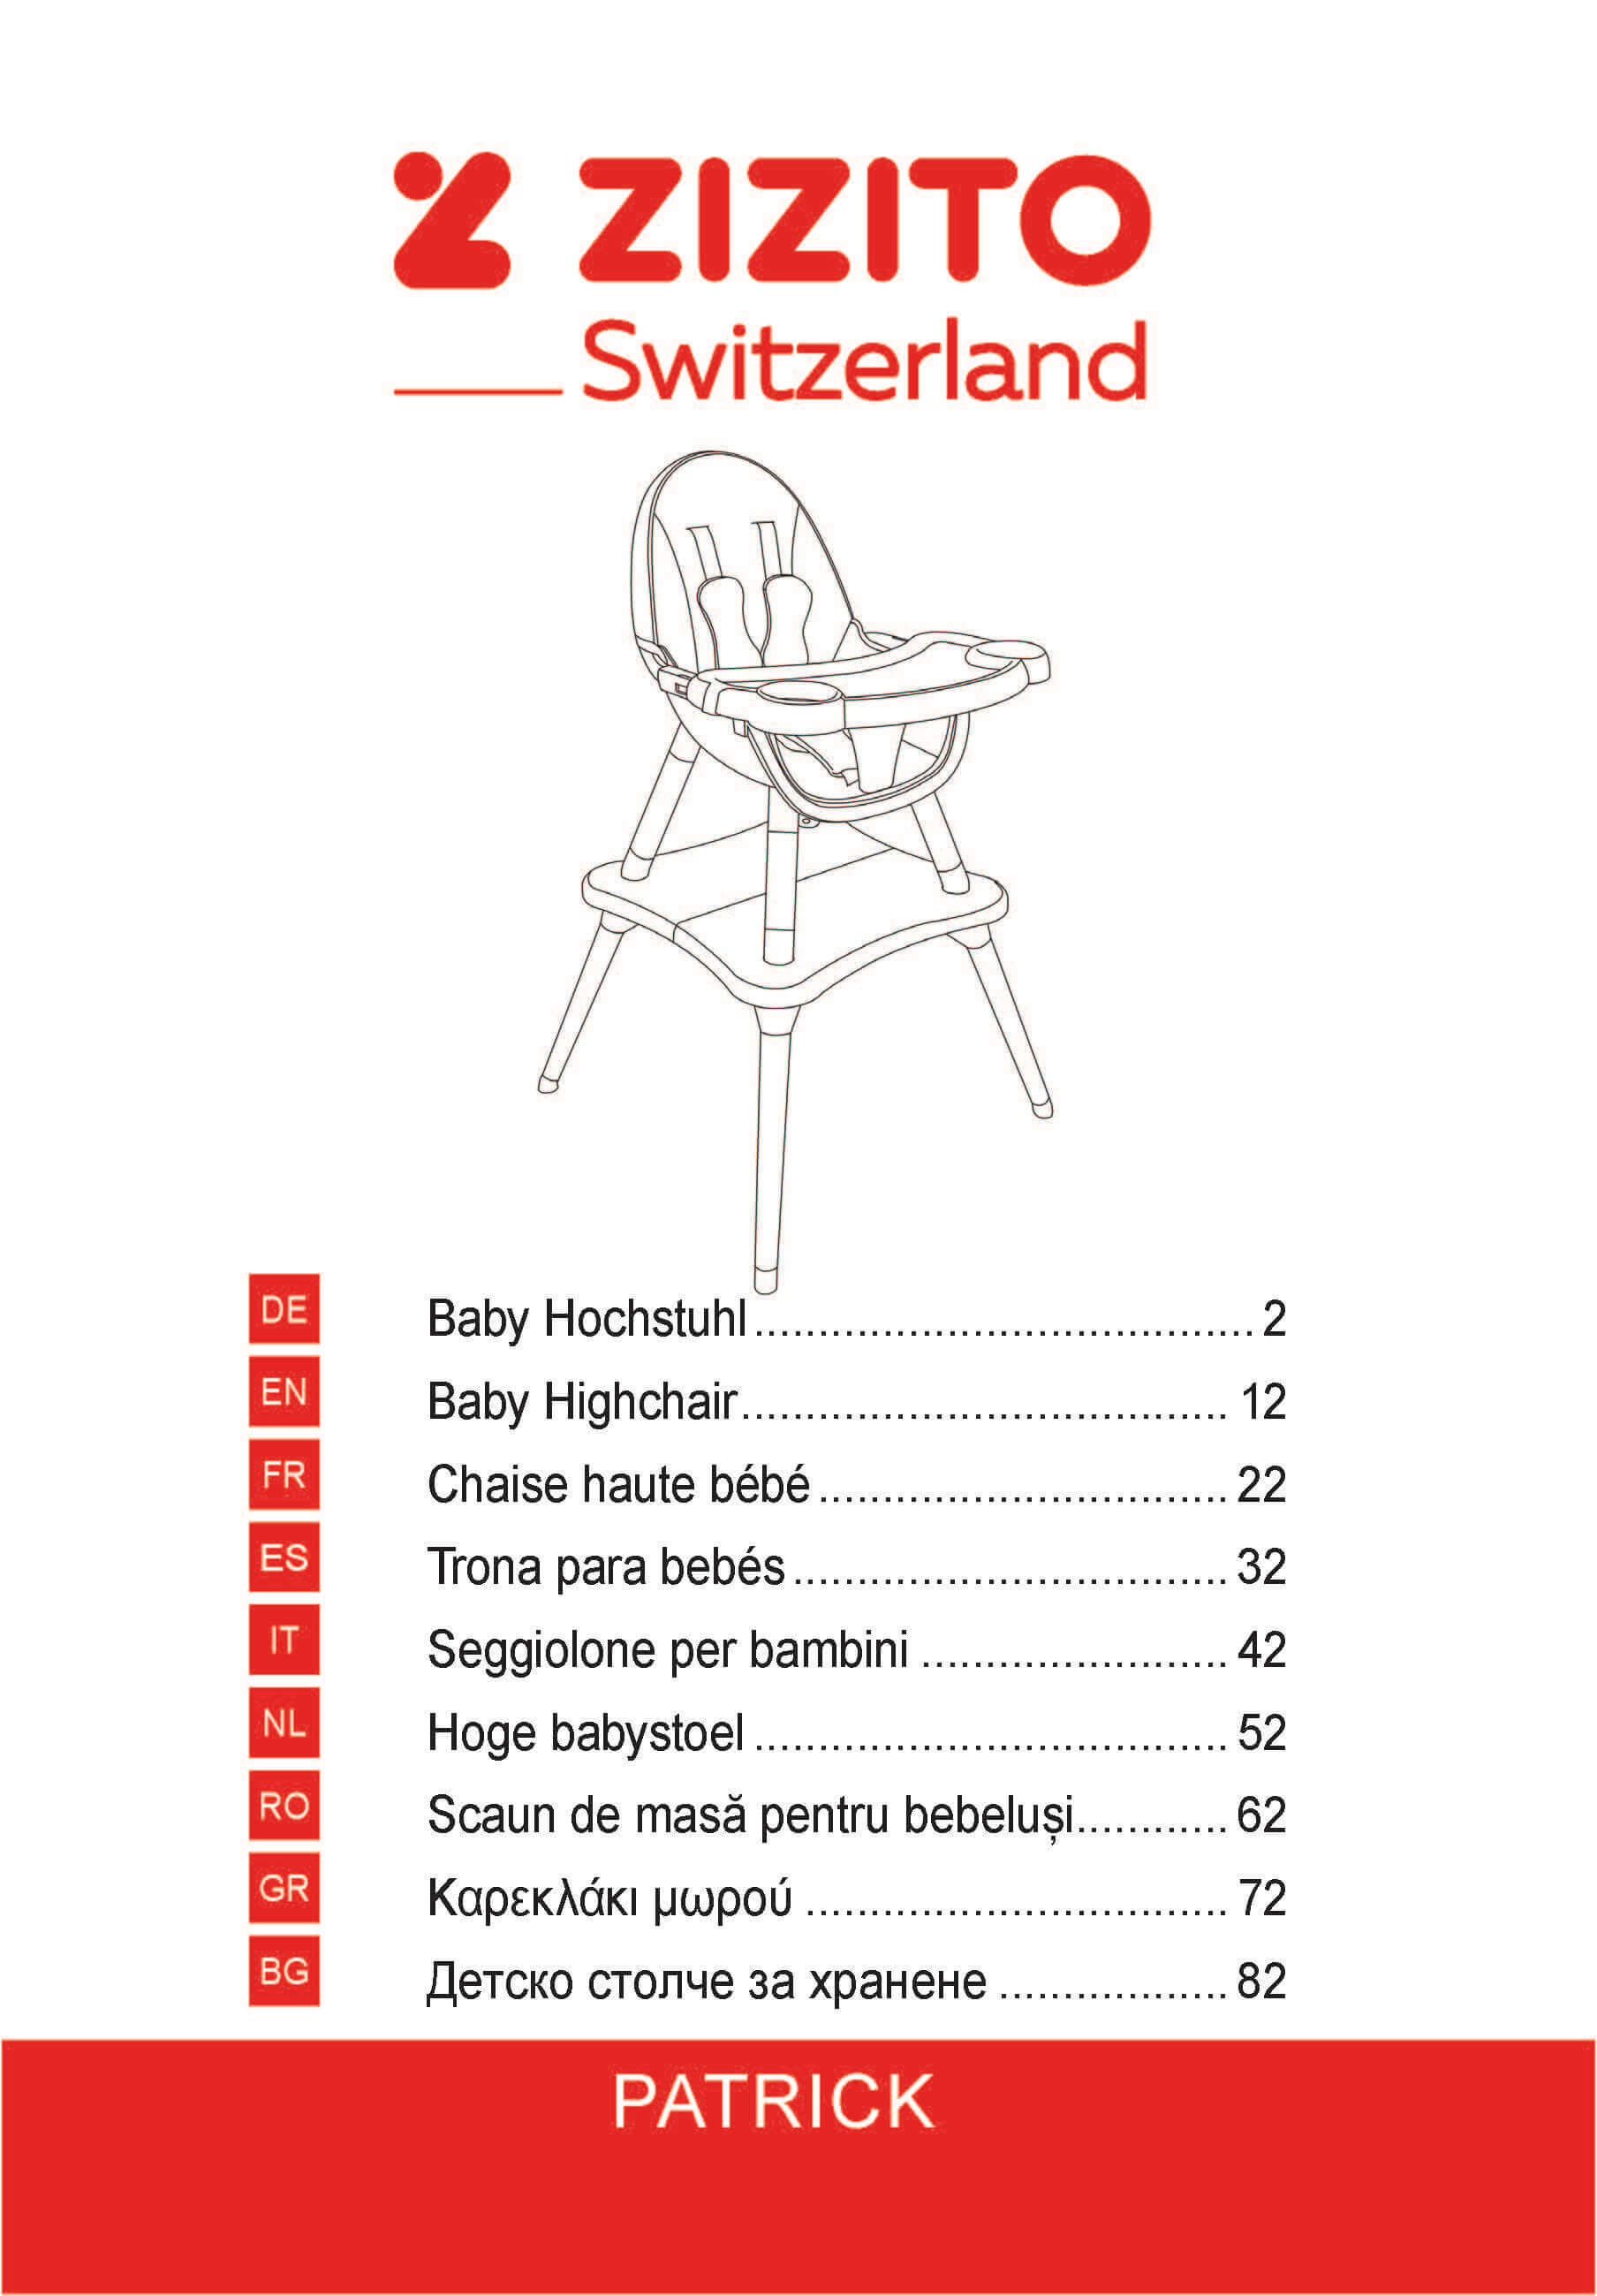 ZIZITO
Switzerland
DE Baby Hochstuhl....................................... 2
EN Baby Highchair...................................... 12
FR Chaise haute bébé ................................ 22
ES Trona para bebés .................................. 32
IT Seggiolone per bambini ........................ 42
NL Hoge babystoel ..................................... 52
RO Scaun de masă pentru bebeluși............ 62
GR Καρεκλάκι μωρού ................................. 72
BG Детско столче за хранене .................. 82
PATRICK